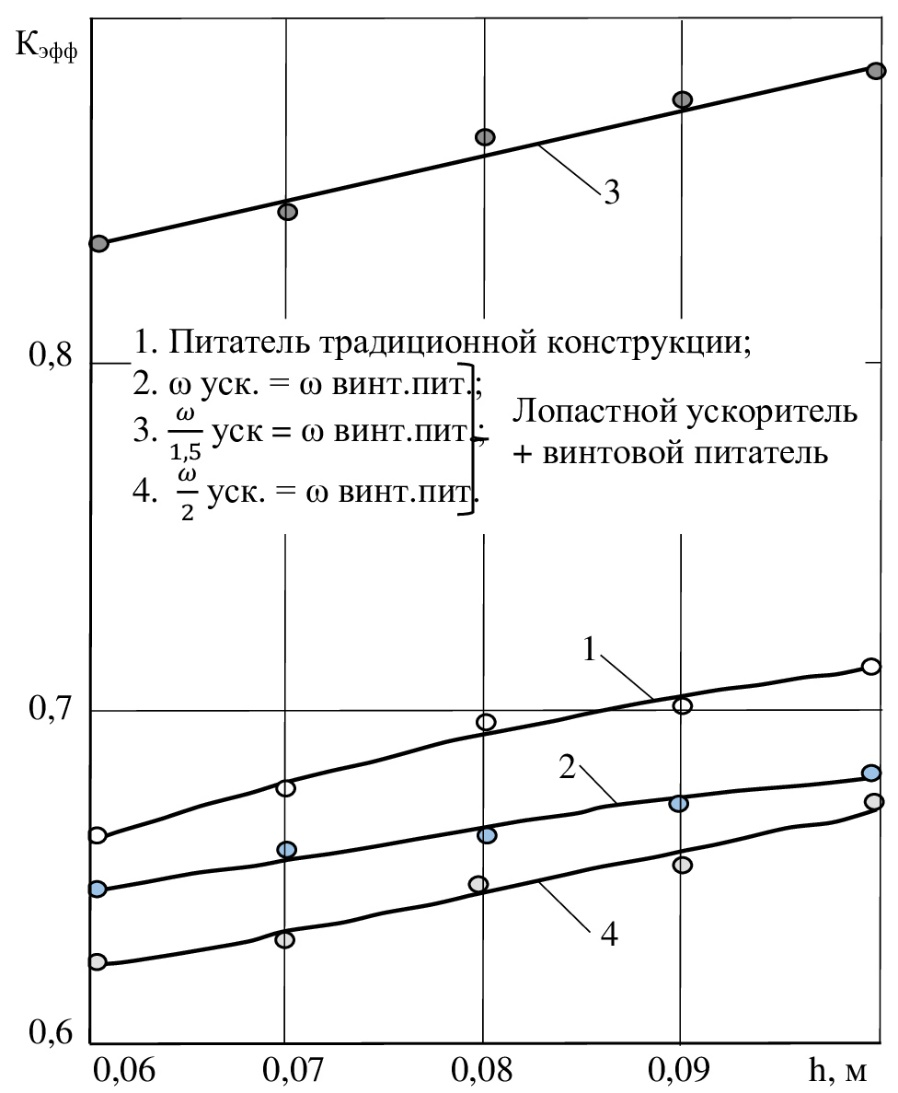 Кэфф
3
0,8
1. Питатель традиционной конструкции;
2. ω уск. = ω винт.пит.;
3. ω/1,5 уск = ω винт.пит.;
4. ω/2 уск. = ω винт.пит.
Лопастной ускоритель
+ винтовой питатель
1
0,7
2
4
0,6
0,06 0,07 0,08 0,09 h, м